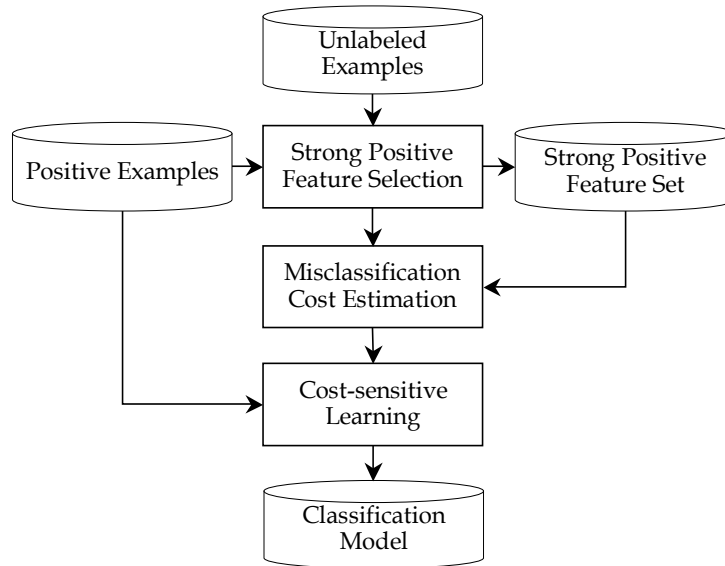 Unlabeled
Examples
Positive Examples
Strong Positive
Feature Selection
Strong Positive
Feature Set
Misclassification
Cost Estimation
Cost-sensitive
Learning
Classification
Model